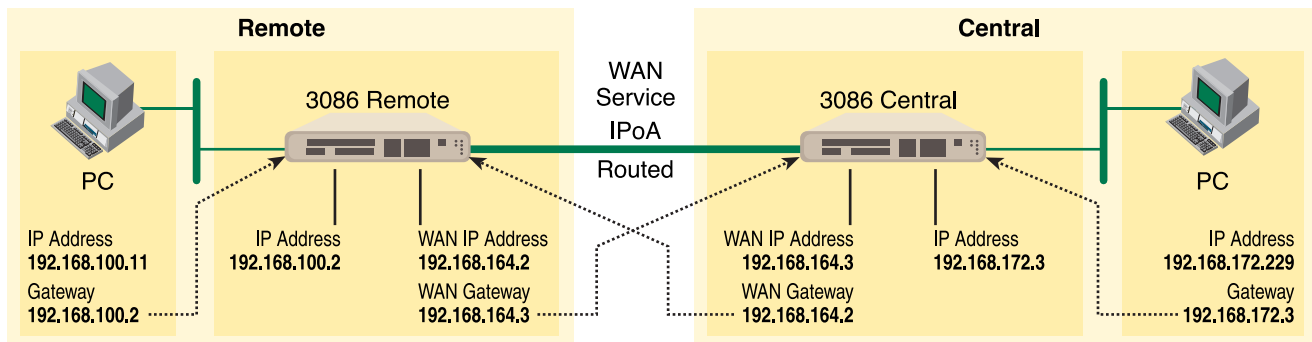 Remote
Central
PC
IP Address
192.168.100.11
Gateway
192.168.100.2
3086 Remote
IP Address
192.168.100.2
WAN IP Address
192.168.164.2
WAN Gateway
192.168.164.3
WAN
Service
IPoA
Routed
3086 Central
WAN IP Address
192.168.164.3
WAN Gateway
192.168.164.2
IP Address
192.168.172.3
PC
IP Address
192.168.172.229
Gateway
192.168.172.3